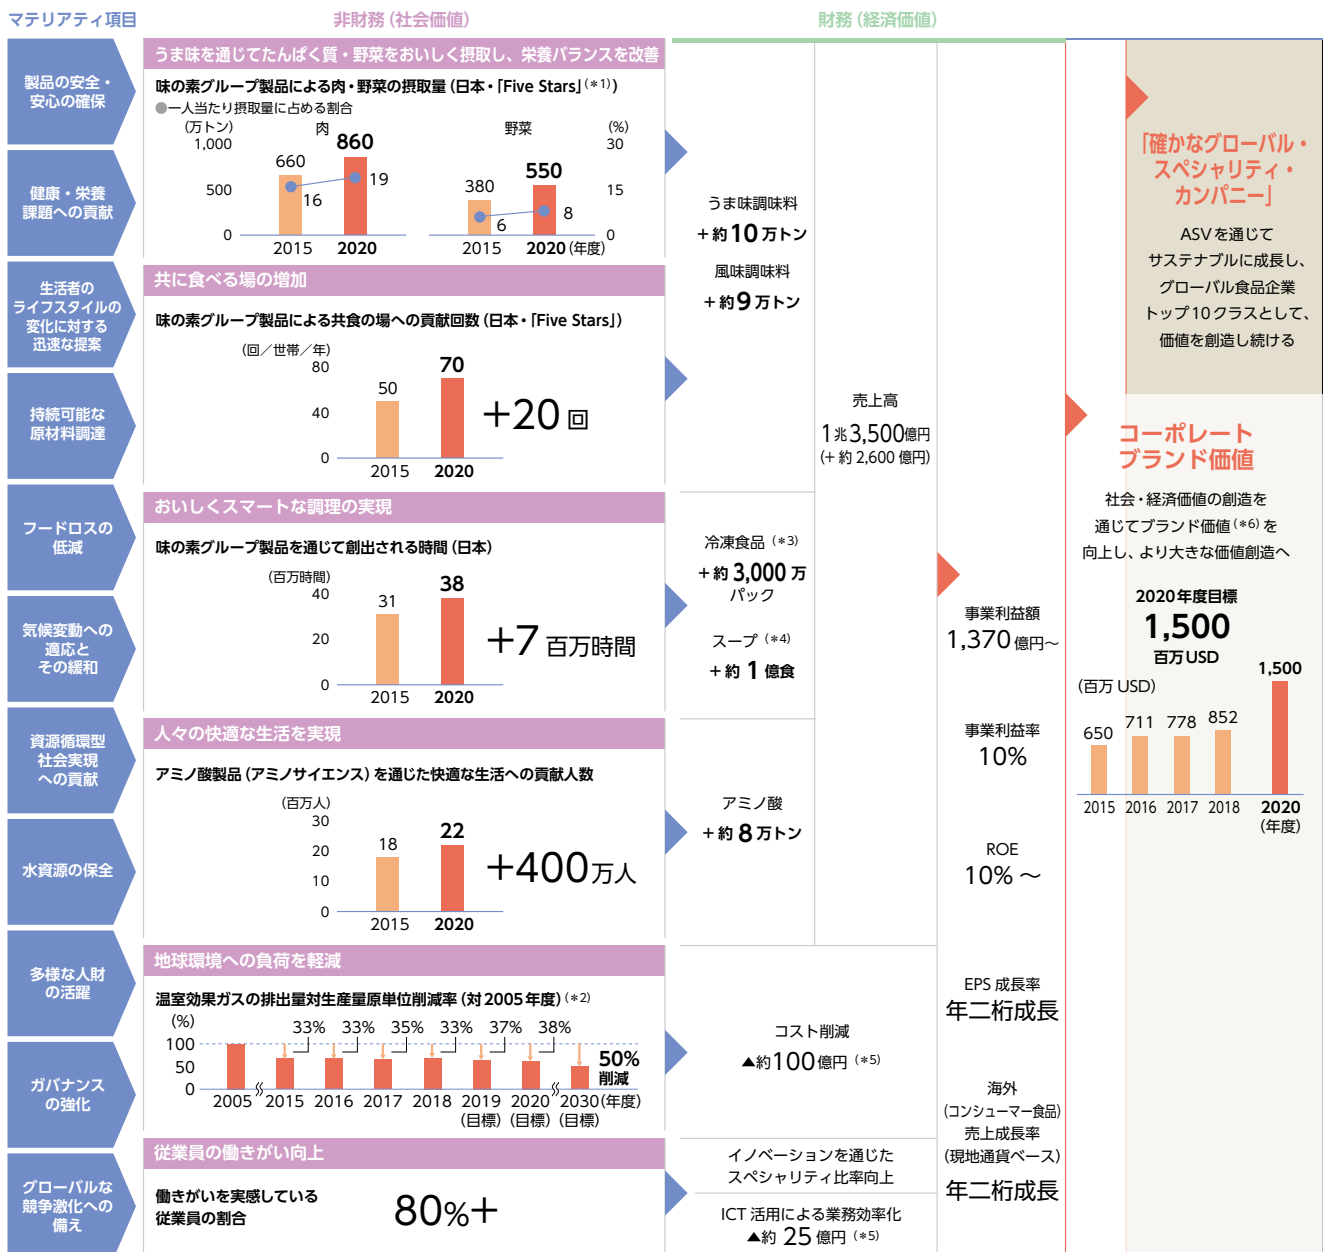 マテリアティ項目
非財務（社会価値）
財務（経済価値）
製品の安全・
安心の確保
健康・栄養
課題への貢献
生活者の
ライフスタイルの
変化に対する
迅速な提案
持続可能な
原材料調達
フードロスの
低減
気候変動への
適応と
その緩和
資源循環型
社会実現
への貢献
水資源の保全
多様な人財
の活躍
ガバナンス
の強化
グローバルな
競争激化への
備え
うま味を通じてたんぱく質・野菜をおいしく摂取し、栄養バランスを改善
味の素グループ製品による肉・野菜の摂取量（日本・「Five Stars」（＊1））
●一人当たり摂取量に占める割合
（万トン） 肉 野菜 （%）
1,000 860 30
660 550
500 380 15
16 19 6 8
0 0
2015 2020 2015 2020（年度）
共に食べる場の増加
味の素グループ製品による共食の場への貢献回数（日本・「Five Stars」）
（回／世帯／年）
80 70
50
40 +20 回
0
2015 2020
おいしくスマートな調理の実現
味の素グループ製品を通じて創出される時間（日本）
（百万時間）
40 31 38
20 +7 百万時間
0
2015 2020
人々の快適な生活を実現
アミノ酸製品（アミノサイエンス）を通じた快適な生活への貢献人数
（百万人）
30
20 18 22
+400万人
10
0
2015 2020
地球環境への負荷を軽減
温室効果ガスの排出量対生産量原単位削減率（対2005年度）（＊2）
（%）
33% 33% 35% 33% 37% 38%
100
50 50%
削減
0
2005 2015 2016 2017 2018 2019 2020 2030（年度）
（目標）（目標）（目標）
従業員の働きがい向上
働きがいを実感している
従業員の割合
80%+
うま味調味料
+約10万トン
風味調味料
+約9万トン
冷凍食品（＊3）
+約3,000万
パック
スープ（＊4）
+約1億食
アミノ酸
+約8万トン
コスト削減
▲約100億円（＊5）
イノベーションを通じた
スペシャリティ比率向上
ICT活用による業務効率化
▲約25億円（＊5）
売上高
1兆3,500億円
（+約2,600億円）
事業利益額
1,370億円～
事業利益率
10%
ROE
10%～
EPS成長率
年二桁成長
海外
（コンシューマー食品）
売上成長率
（現地通貨ベース）
年二桁成長
「確かなグローバル・
スペシャリティ・
カンパニー」
ASVを通じて
サステナブルに成長し、
グローバル食品企業
トップ10クラスとして、
価値を創造し続ける
コーポレート
ブランド価値
社会・経済価値の創造を
通じてブランド価値（＊6）を
向上し、より大きな価値創造へ
2020年度目標
1,500
百万USD
（百万USD）
1,500
650 711 778 852
2015 2016 2017 2018 2020
（年度）